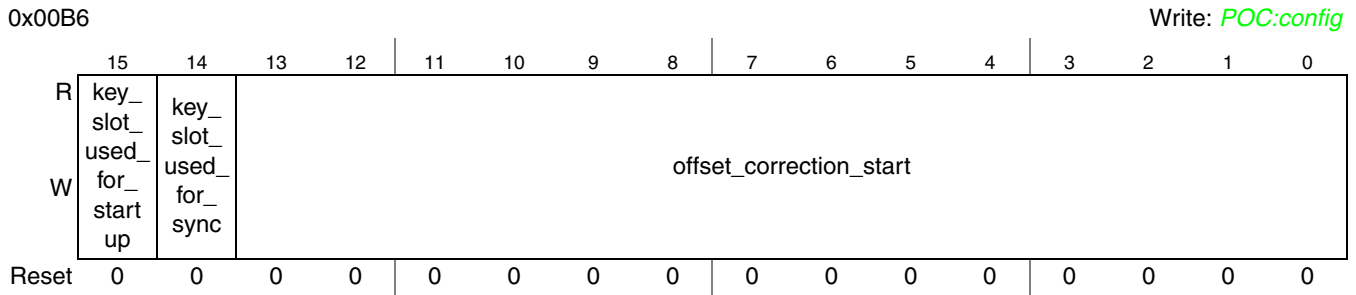 0x00B6 Write: POC:config
15 14 13 12 11 10 9 8 7 6 5 4 3 2 1 0
R
W
key_
slot_
used_
for_
start
up
key_
slot_
used_
for_
sync
offset_correction_start
Reset 0 0 0 0 0 0 0 0 0 0 0 0 0 0 0 0